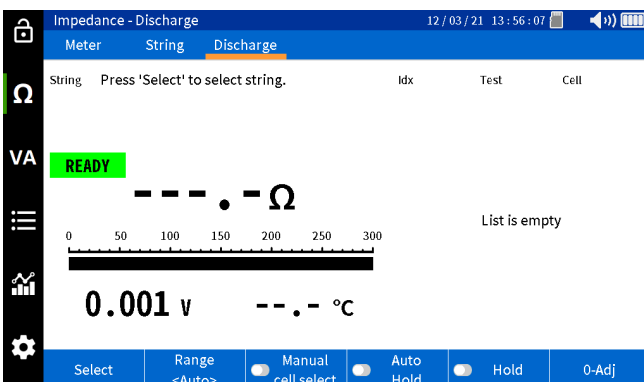 Impedance - Discharge 12 / 03 / 21 13 : 56 : 07
Meter String Discharge
String Press 'Select' to select string. Idx Test Cell
Ω
VA
READY
---.-Ω
List is empty
0 50 100 150 200 250 300
0.001 V --.- °C
Select Range <Auto> Manual cell select Auto Hold Hold 0-Adj